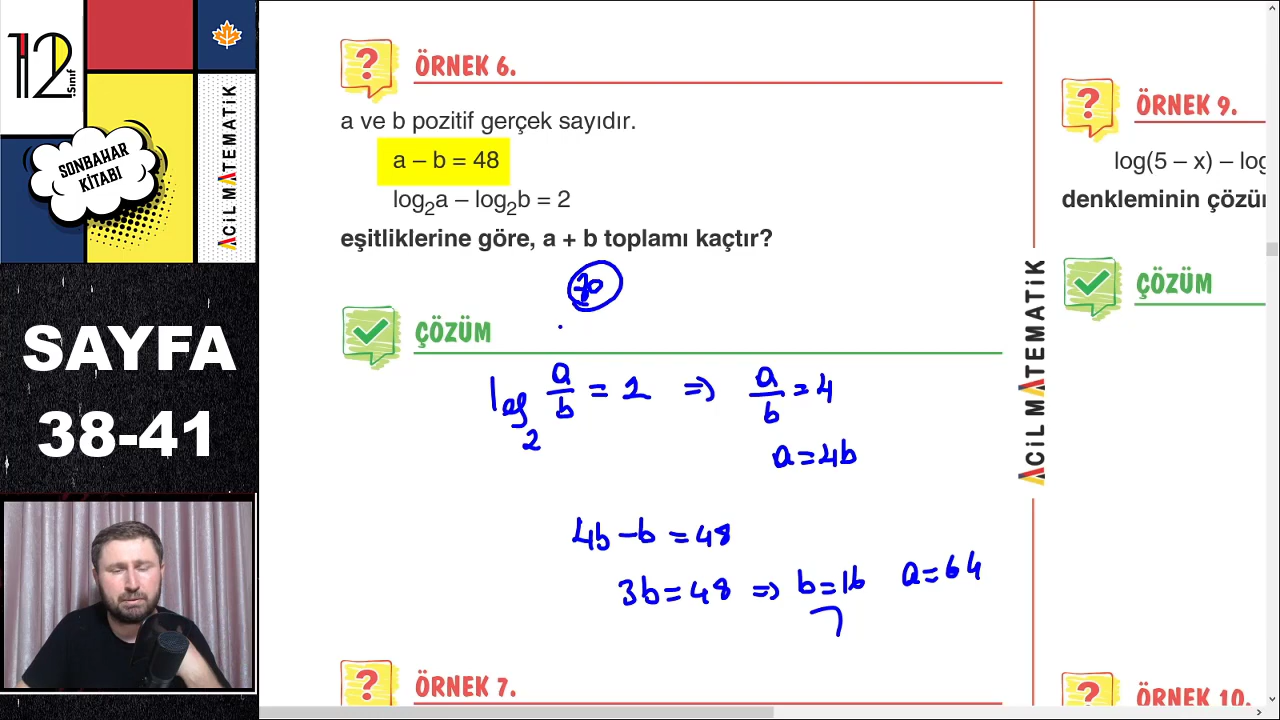 12
.Sınıf
SONBAHAR
KİTABI
ACİL MATEMATİK
SAYFA
38-41
ÖRNEK 6.
a ve b pozitif gerçek sayıdır.
a – b = 48
log₂a – log₂b = 2
eşitliklerine göre, a + b toplamı kaçtır?
ÇÖZÜM
log₂ a/b = 2 ⇒ a/b = 4
a = 4b
4b – b = 48
3b = 48 ⇒ b = 16 a = 64
ÖRNEK 7.
ACİL MATEMATİK
ÖRNEK 9.
log(5 – x) – log
denkleminin çözü
ÇÖZÜM
ÖRNEK 10.